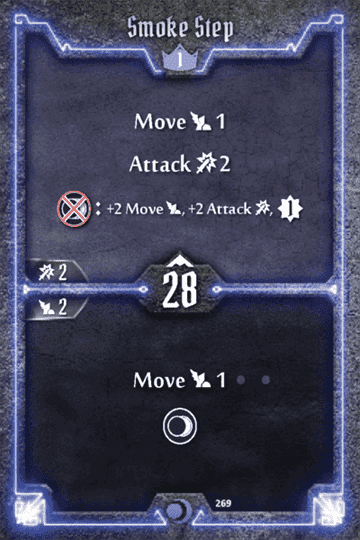 Smoke Step
1
Move 1
Attack 2
: +2 Move , +2 Attack , 1
2
28
2
Move 1
269